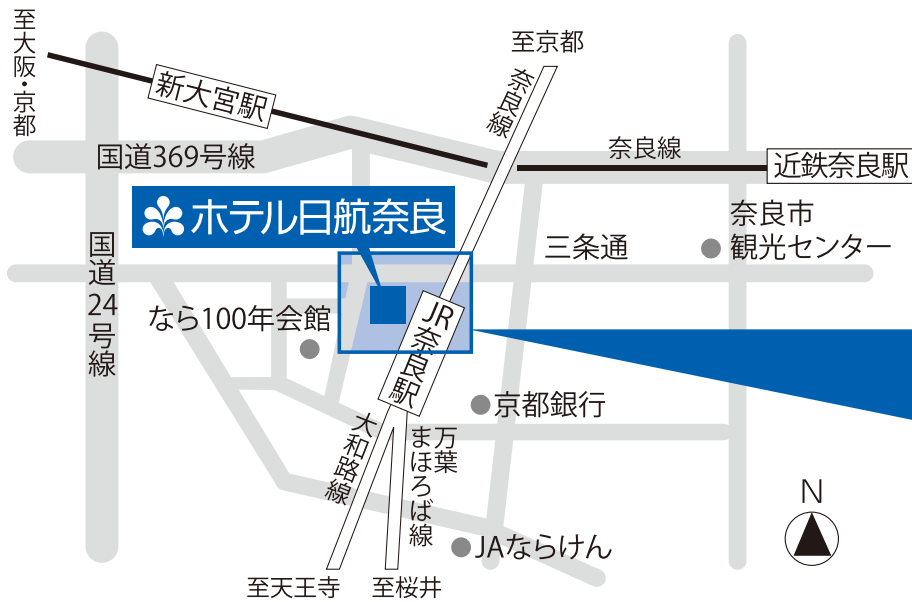 至大阪・京都
至京都
新大宮駅
奈良線
国道369号線
奈良線
近鉄奈良駅
ホテル日航奈良
奈良市
観光センター
国道24号線
三条通
なら100年会館
JR奈良駅
京都銀行
大和路線
万葉
まほろば線
N
JAならけん
至天王寺
至桜井